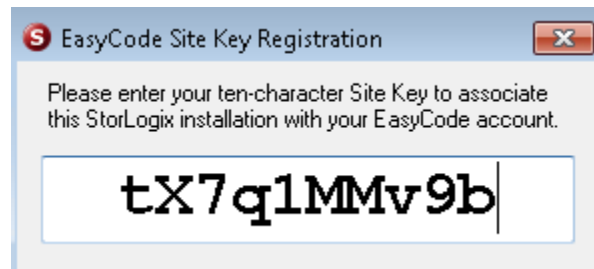 S EasyCode Site Key Registration
Please enter your ten-character Site Key to associate
this StorLogix installation with your EasyCode account.
tX7q1MMv9b